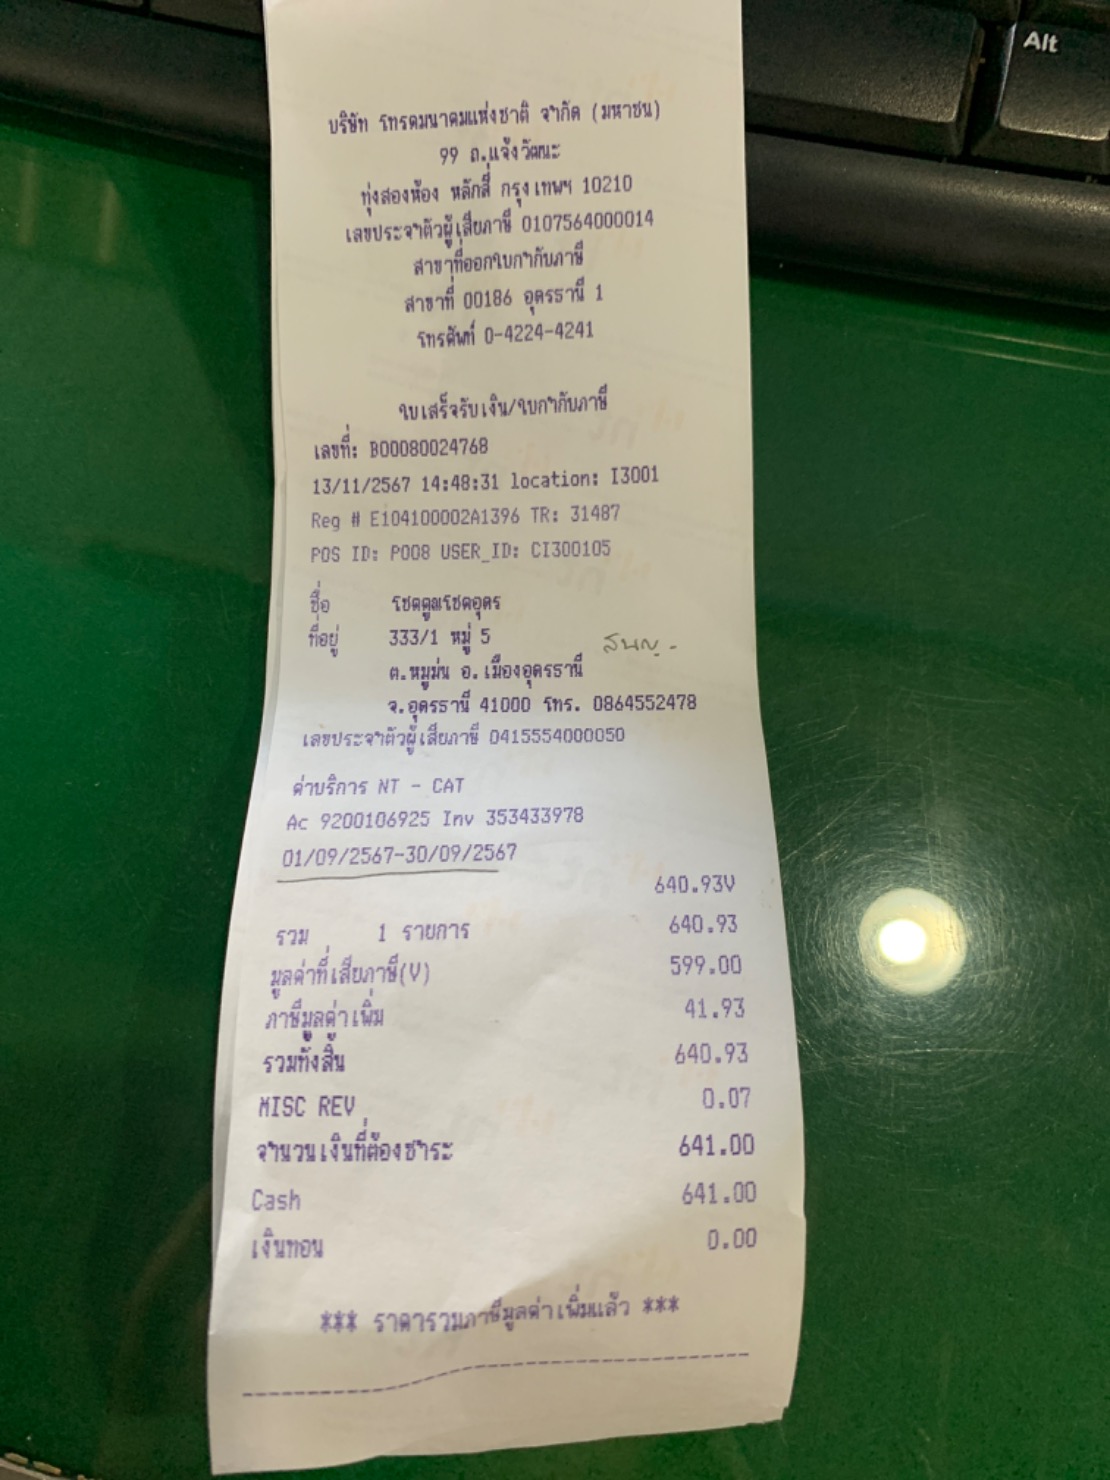 Alt
บริษัท โทรคมนาคมแห่งชาติ จำกัด (มหาชน)
99 ถ.แจ้งวัฒนะ
ทุ่งสองห้อง หลักสี่ กรุงเทพฯ 10210
เลขประจำตัวผู้เสียภาษี 0107564000014
สาขาที่ออกใบกำกับภาษี
สาขาที่ 00186 อุดรธานี 1
โทรศัพท์ 0-4224-4241
ใบเสร็จรับเงิน/ใบกำกับภาษี
เลขที่: B00080024768
13/11/2567 14:48:31 location: I3001
Reg # E104100002A1396 TR: 31487
POS ID: P008 USER_ID: CI300105
ชื่อ โชคคูณโชคอุดร
ที่อยู่ 333/1 หมู่ 5 สนญ.
ต.หมูม่น อ.เมืองอุดรธานี
จ.อุดรธานี 41000 โทร. 0864552478
เลขประจำตัวผู้เสียภาษี 0415554000050
ค่าบริการ NT - CAT
Ac 9200106925 Inv 353433978
01/09/2567-30/09/2567
640.93V
รวม 1 รายการ 640.93
มูลค่าที่เสียภาษี(V) 599.00
ภาษีมูลค่าเพิ่ม 41.93
รวมทั้งสิ้น 640.93
MISC REV 0.07
จำนวนเงินที่ต้องชำระ 641.00
Cash 641.00
เงินทอน 0.00
*** ราคารวมภาษีมูลค่าเพิ่มแล้ว ***